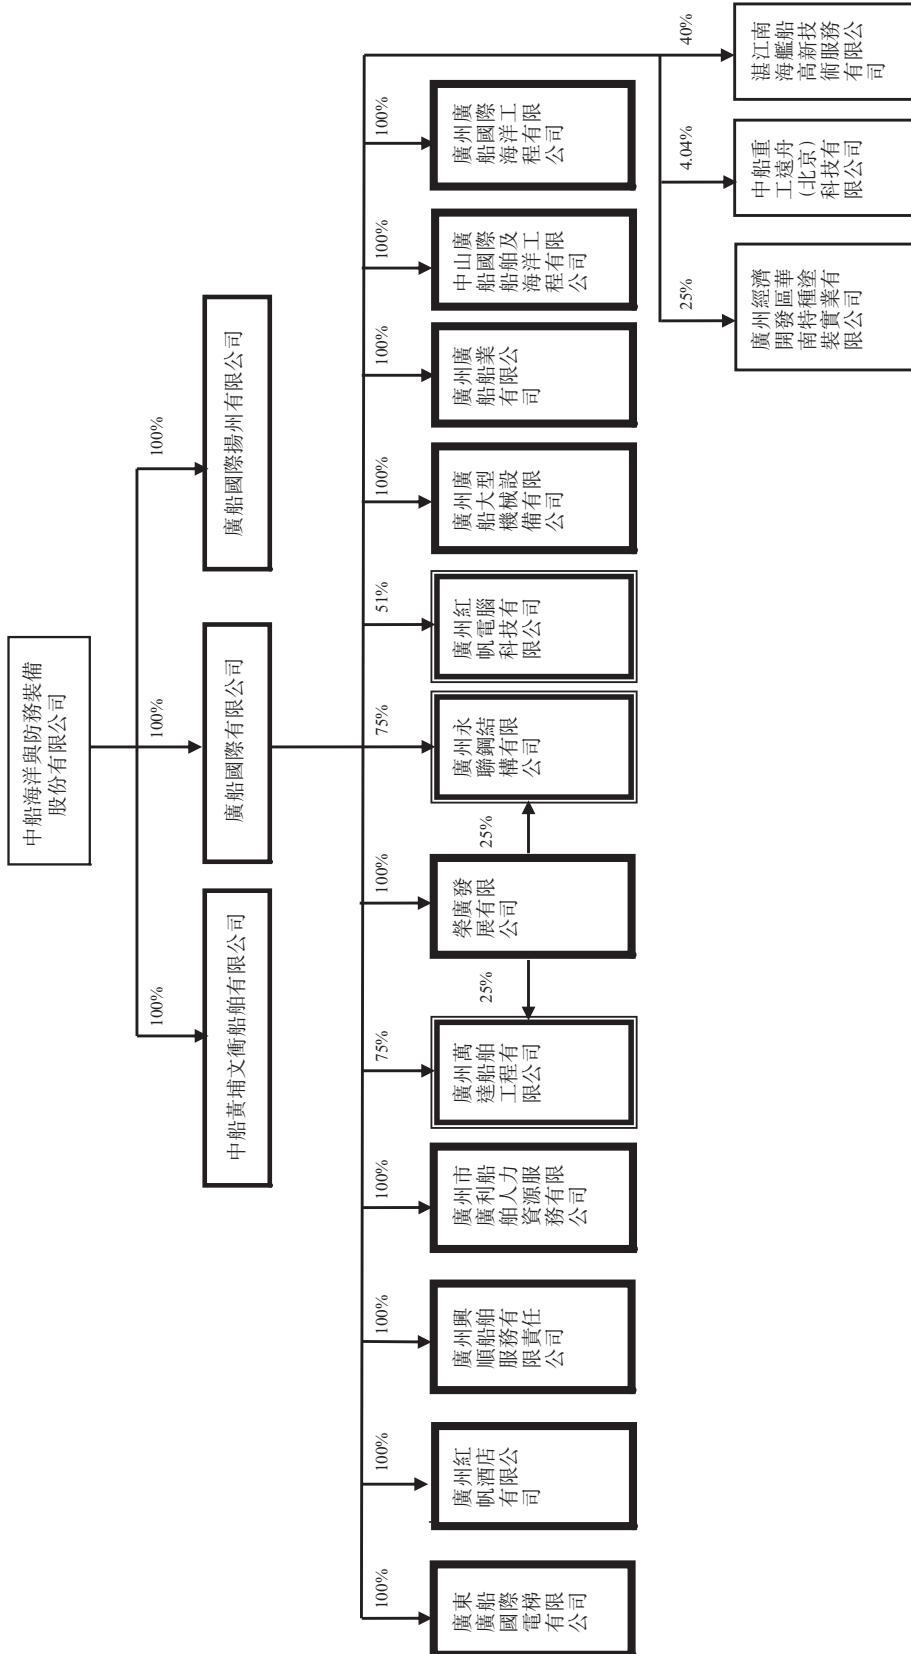 中船海洋與防務裝備
股份有限公司
100%
100%
100%
中船黃埔文衝船舶有限公司
廣船國際有限公司
廣船國際揚州有限公司
100%
100%
100%
100%
75%
100%
75%
51%
100%
100%
100%
100%
廣東
廣船
國際
電梯
有限
公司
廣州紅
帆酒店
有限公
司
廣州興
順船舶
服務有
限責任
公司
廣州市
廣利船
舶人力
資源服
務有限
公司
廣州萬
達船舶
工程有
限公司
25%
榮廣發
展有限
公司
25%
廣州永
聯鋼結
構有限
公司
廣州紅
帆電腦
科技有
限公司
廣州廣
船大型
機械設
備有限
公司
廣州廣
船船業
有限公
司
中山廣
船國際
船舶及
海洋工
程有限
公司
廣州廣
船國際
海洋工
程有限
公司
25%
4.04%
40%
廣州經濟
開發區華
南特種塗
裝實業有
限公司
中船重
工遠舟
(北京)
科技有
限公司
湛江南
海艦船
高新技
術服務
有限公
司